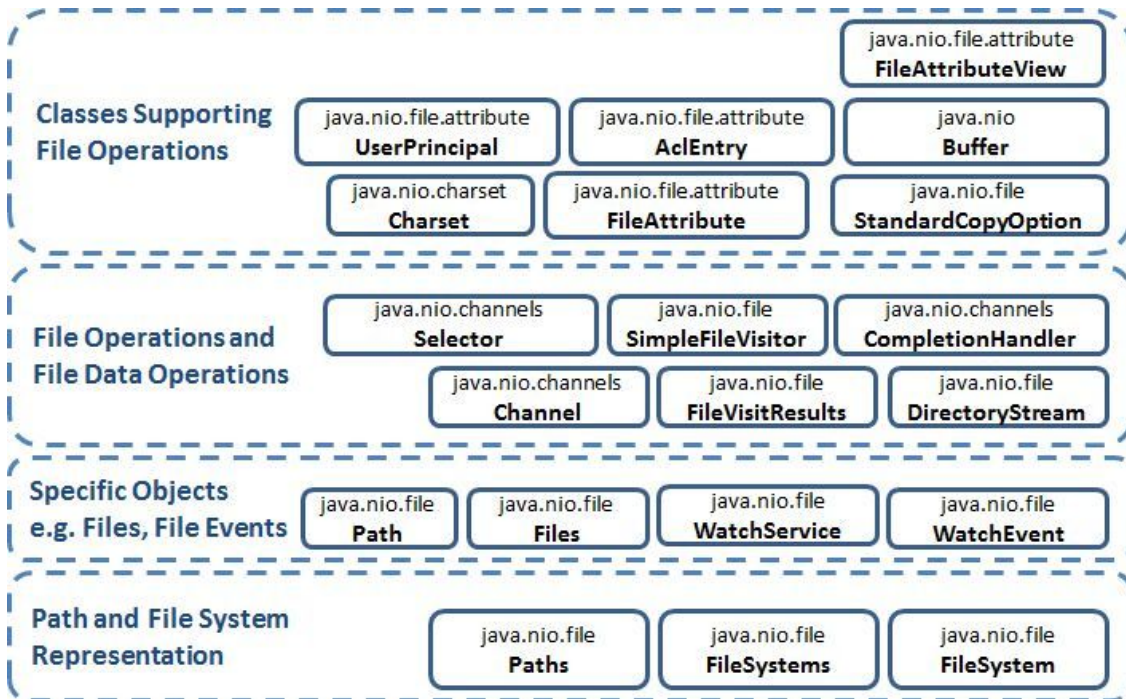 java.nio.file.attribute
FileAttributeView
Classes Supporting
File Operations
java.nio.file.attribute
UserPrincipal
java.nio.file.attribute
AclEntry
java.nio
Buffer
java.nio.charset
Charset
java.nio.file.attribute
FileAttribute
java.nio.file
StandardCopyOption
File Operations and
File Data Operations
java.nio.channels
Selector
java.nio.file
SimpleFileVisitor
java.nio.channels
CompletionHandler
java.nio.channels
Channel
java.nio.file
FileVisitResults
java.nio.file
DirectoryStream
Specific Objects
e.g. Files, File Events
java.nio.file
Path
java.nio.file
Files
java.nio.file
WatchService
java.nio.file
WatchEvent
Path and File System
Representation
java.nio.file
Paths
java.nio.file
FileSystems
java.nio.file
FileSystem